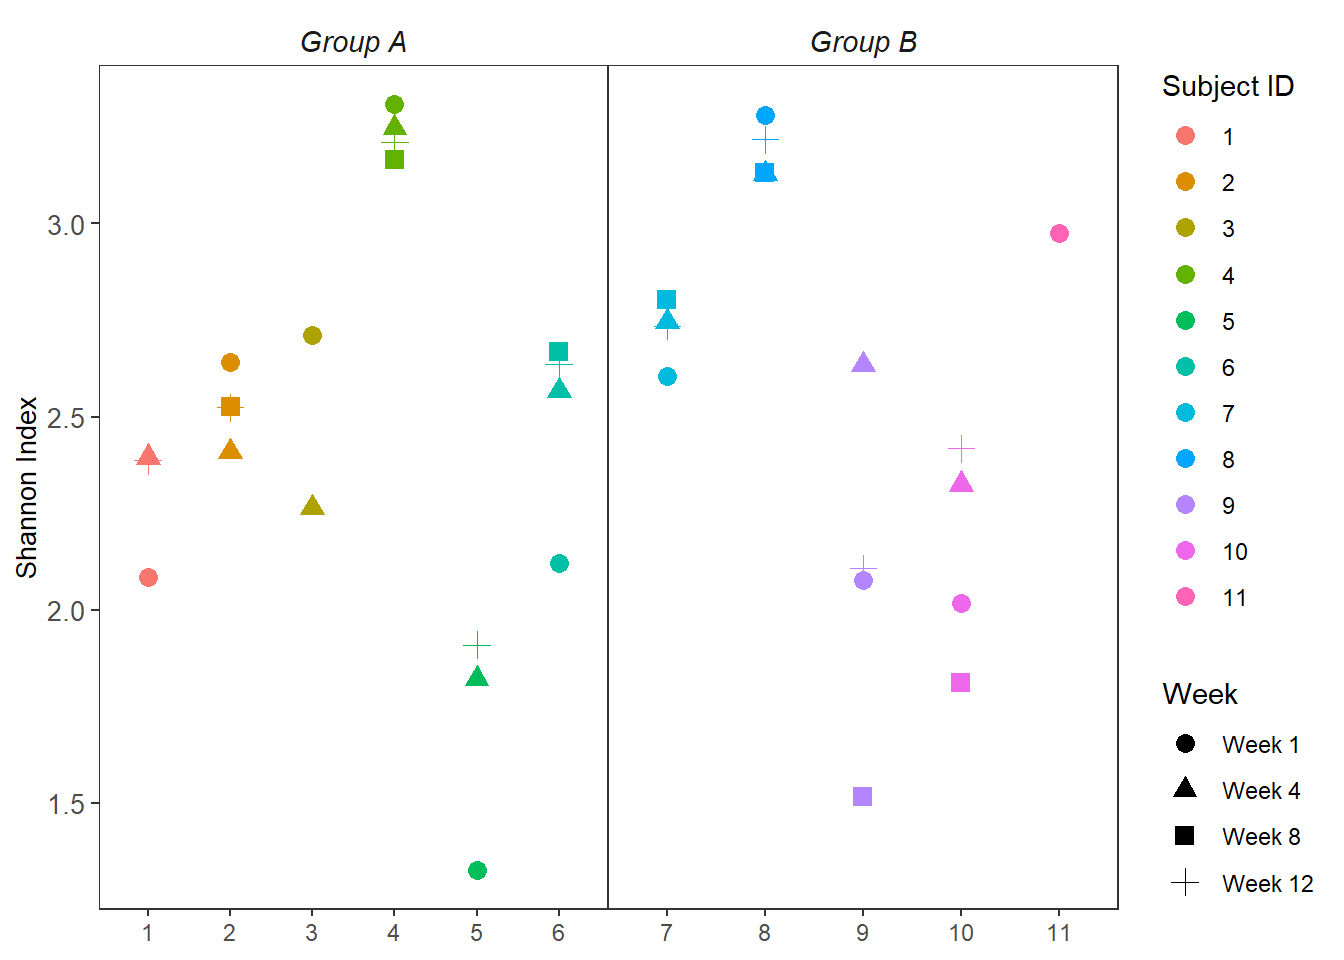 Group A
Group B
Shannon Index
3.0
2.5
2.0
1.5
1 2 3 4 5 6
7 8 9 10 11
Subject ID
1
2
3
4
5
6
7
8
9
10
11
Week
Week 1
Week 4
Week 8
Week 12